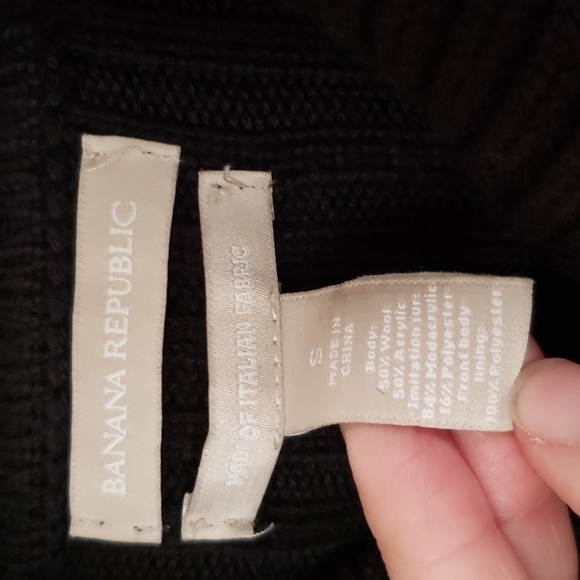 BANANA REPUBLIC
MADE OF ITALIAN FABRIC
S
MADE IN
CHINA
Body:
50% Wool
50% Acrylic
Imitation fur:
84% Modacrylic
16% Polyester
Front body
lining:
100% Polyester